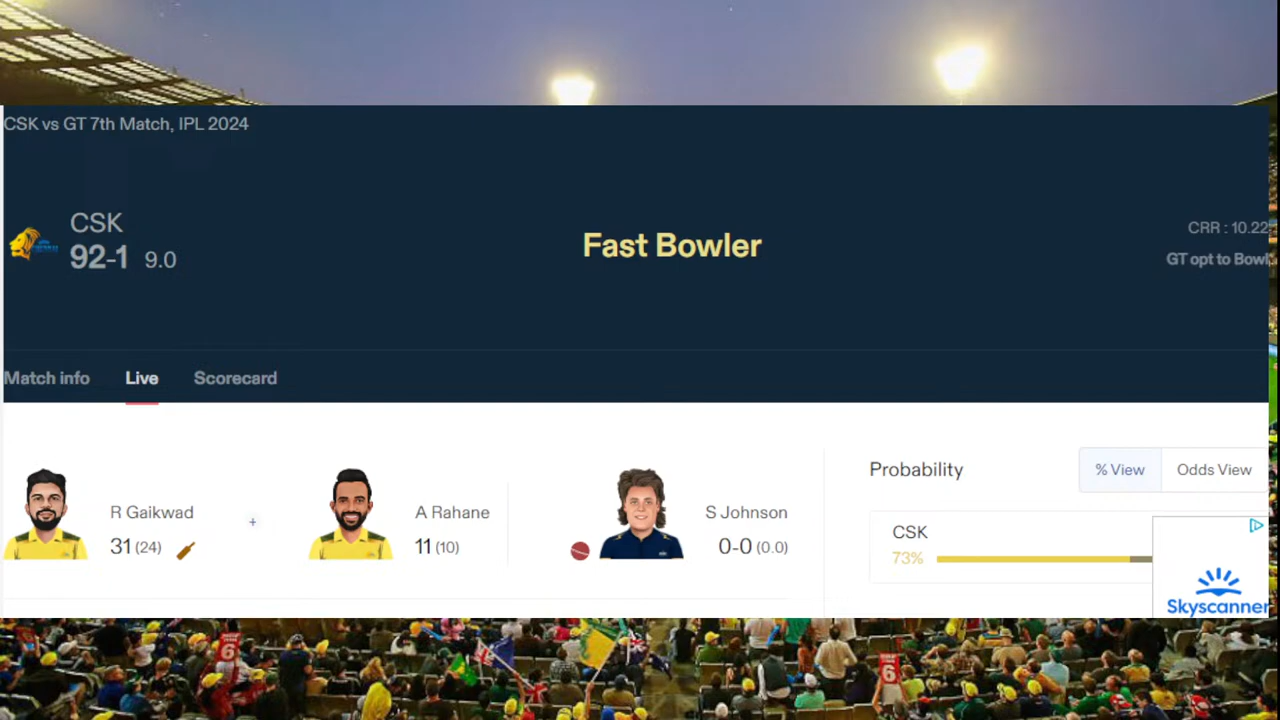 CSK vs GT 7th Match, IPL 2024
CSK
92-1 9.0
Fast Bowler
CRR : 10.22
GT opt to Bowl
Match info Live Scorecard
R Gaikwad
31 (24)
+
A Rahane
11 (10)
S Johnson
0-0 (0.0)
Probability
% View Odds View
CSK
73%
Skyscanner
6
6